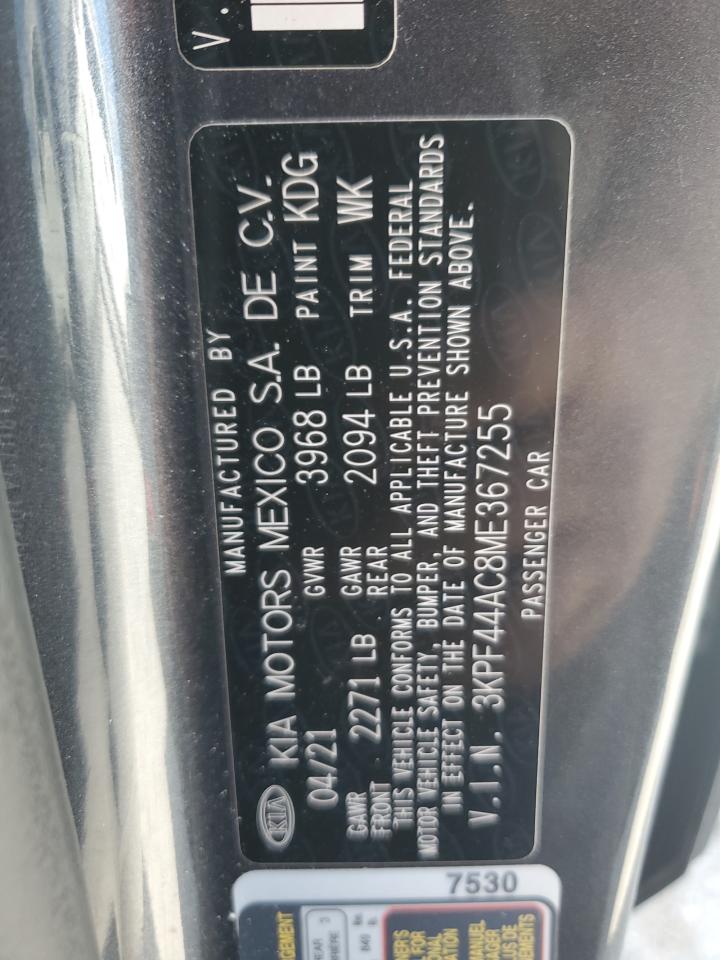 V.
MANUFACTURED BY
KIA KIA MOTORS MEXICO S.A. DE C.V.
04/21 GVWR 3968 LB PAINT KDG
GAWR FRONT 2271 LB GAWR REAR 2094 LB TRIM WK
THIS VEHICLE CONFORMS TO ALL APPLICABLE U.S.A. FEDERAL
MOTOR VEHICLE SAFETY, BUMPER, AND THEFT PREVENTION STANDARDS
IN EFFECT ON THE DATE OF MANUFACTURE SHOWN ABOVE.
V.I.N. 3KPF44AC8ME367255
PASSENGER CAR
7530